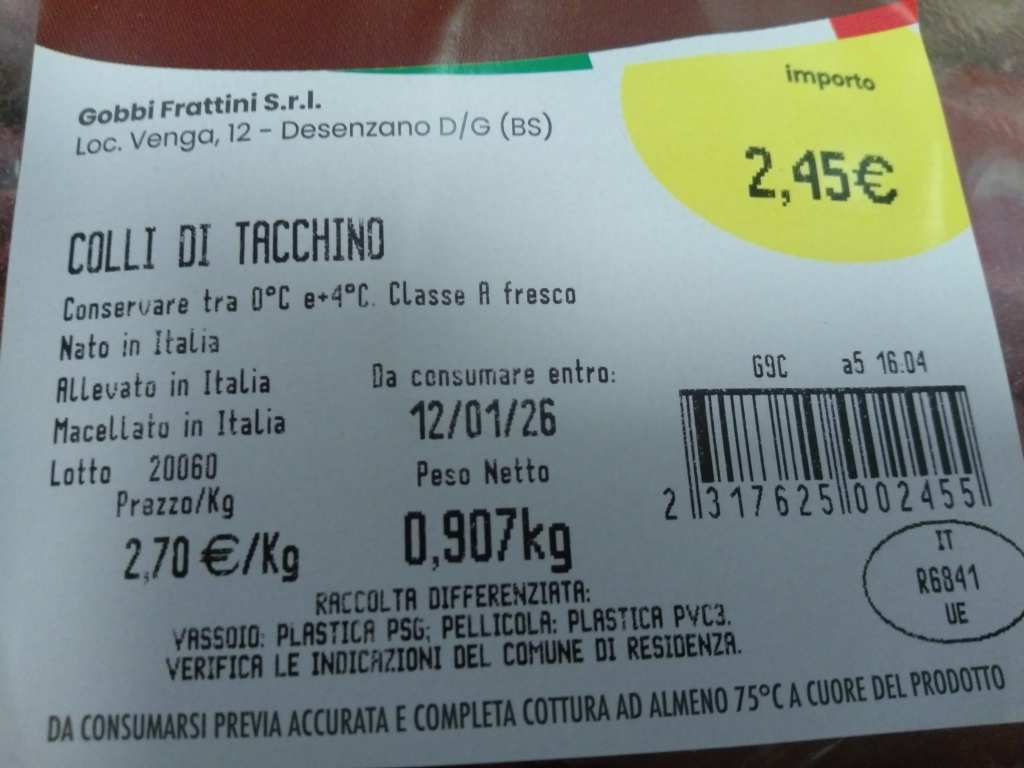 Gobbi Frattini S.r.l.
Loc. Venga, 12 - Desenzano D/G (BS)
importo
2,45€
COLLI DI TACCHINO
Conservare tra 0°C e+4°C. Classe A fresco
Nato in Italia
Allevato in Italia
Macellato in Italia
Lotto 20060
Da consumare entro:
12/01/26
Peso Netto
0,907kg
Prazzo/Kg
2,70 €/Kg
G9C a5 16.04
2 317625 002455
IT
R6841
UE
RACCOLTA DIFFERENZIATA:
VASSOIO: PLASTICA PSG; PELLICOLA: PLASTICA PVC3.
VERIFICA LE INDICAZIONI DEL COMUNE DI RESIDENZA.
DA CONSUMARSI PREVIA ACCURATA E COMPLETA COTTURA AD ALMENO 75°C A CUORE DEL PRODOTTO